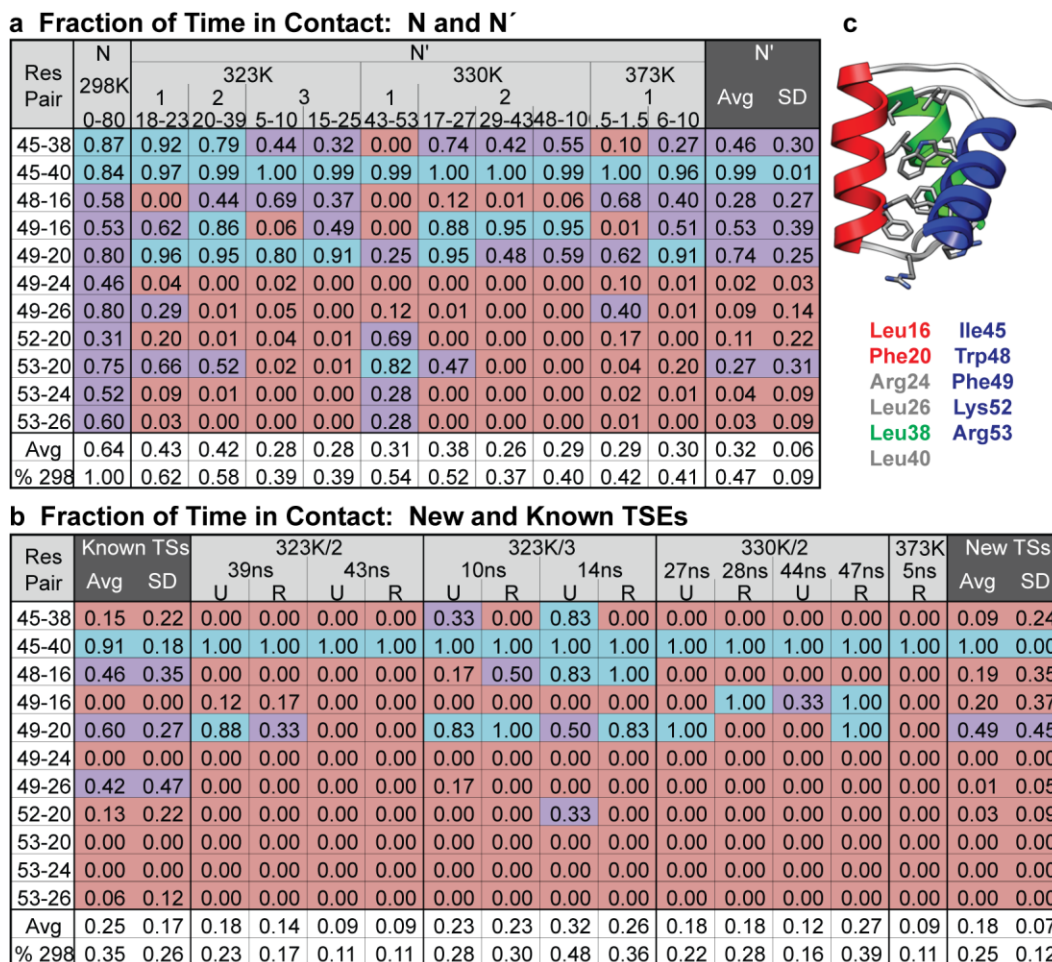 a Fraction of Time in Contact: N and N´
c
N N'
Res Pair 298K 323K 330K 373K N'
1 2 3 1 2 1 Avg SD
0-80 18-23 20-39 5-10 15-25 43-53 17-27 29-43 48-100 .5-1.5 6-10
45-38 0.87 0.92 0.79 0.44 0.32 0.00 0.74 0.42 0.55 0.10 0.27 0.46 0.30
45-40 0.84 0.97 0.99 1.00 0.99 0.99 1.00 1.00 0.99 1.00 0.96 0.99 0.01
48-16 0.58 0.00 0.44 0.69 0.37 0.00 0.12 0.01 0.06 0.68 0.40 0.28 0.27
49-16 0.53 0.62 0.86 0.06 0.49 0.00 0.88 0.95 0.95 0.01 0.51 0.53 0.39
49-20 0.80 0.96 0.95 0.80 0.91 0.25 0.95 0.48 0.59 0.62 0.91 0.74 0.25
49-24 0.46 0.04 0.00 0.02 0.00 0.00 0.00 0.00 0.00 0.10 0.01 0.02 0.03
49-26 0.80 0.29 0.01 0.05 0.00 0.12 0.01 0.00 0.00 0.40 0.01 0.09 0.14
52-20 0.31 0.20 0.01 0.04 0.01 0.69 0.00 0.00 0.00 0.17 0.00 0.11 0.22
53-20 0.75 0.66 0.52 0.02 0.01 0.82 0.47 0.00 0.00 0.04 0.20 0.27 0.31
53-24 0.52 0.09 0.01 0.00 0.00 0.28 0.00 0.00 0.00 0.02 0.01 0.04 0.09
53-26 0.60 0.03 0.00 0.00 0.00 0.28 0.00 0.00 0.00 0.01 0.00 0.03 0.09
Avg 0.64 0.43 0.42 0.28 0.28 0.31 0.38 0.26 0.29 0.29 0.30 0.32 0.06
% 298 1.00 0.62 0.58 0.39 0.39 0.54 0.52 0.37 0.40 0.42 0.41 0.47 0.09
Leu16 Ile45
Phe20 Trp48
Arg24 Phe49
Leu26 Lys52
Leu38 Arg53
Leu40
b Fraction of Time in Contact: New and Known TSEs
Res Pair Known TSs 323K/2 323K/3 330K/2 373K New TSs
Avg SD 39ns 43ns 10ns 14ns 27ns 28ns 44ns 47ns 5ns Avg SD
U R U R U R U R U R U R R
45-38 0.15 0.22 0.00 0.00 0.00 0.00 0.33 0.00 0.83 0.00 0.00 0.00 0.00 0.00 0.00 0.09 0.24
45-40 0.91 0.18 1.00 1.00 1.00 1.00 1.00 1.00 1.00 1.00 1.00 1.00 1.00 1.00 1.00 1.00 0.00
48-16 0.46 0.35 0.00 0.00 0.00 0.00 0.17 0.50 0.83 1.00 0.00 0.00 0.00 0.00 0.00 0.19 0.35
49-16 0.00 0.00 0.12 0.17 0.00 0.00 0.00 0.00 0.00 0.00 0.00 1.00 0.33 1.00 0.00 0.20 0.37
49-20 0.60 0.27 0.88 0.33 0.00 0.00 0.83 1.00 0.50 0.83 1.00 0.00 0.00 1.00 0.00 0.49 0.45
49-24 0.00 0.00 0.00 0.00 0.00 0.00 0.00 0.00 0.00 0.00 0.00 0.00 0.00 0.00 0.00 0.00 0.00
49-26 0.42 0.47 0.00 0.00 0.00 0.00 0.17 0.00 0.00 0.00 0.00 0.00 0.00 0.00 0.00 0.01 0.05
52-20 0.13 0.22 0.00 0.00 0.00 0.00 0.00 0.00 0.33 0.00 0.00 0.00 0.00 0.00 0.00 0.03 0.09
53-20 0.00 0.00 0.00 0.00 0.00 0.00 0.00 0.00 0.00 0.00 0.00 0.00 0.00 0.00 0.00 0.00 0.00
53-24 0.00 0.00 0.00 0.00 0.00 0.00 0.00 0.00 0.00 0.00 0.00 0.00 0.00 0.00 0.00 0.00 0.00
53-26 0.06 0.12 0.00 0.00 0.00 0.00 0.00 0.00 0.00 0.00 0.00 0.00 0.00 0.00 0.00 0.00 0.00
Avg 0.25 0.17 0.18 0.14 0.09 0.09 0.23 0.23 0.32 0.26 0.18 0.18 0.12 0.27 0.09 0.18 0.07
% 298 0.35 0.26 0.23 0.17 0.11 0.11 0.28 0.30 0.48 0.36 0.22 0.28 0.16 0.39 0.11 0.25 0.12